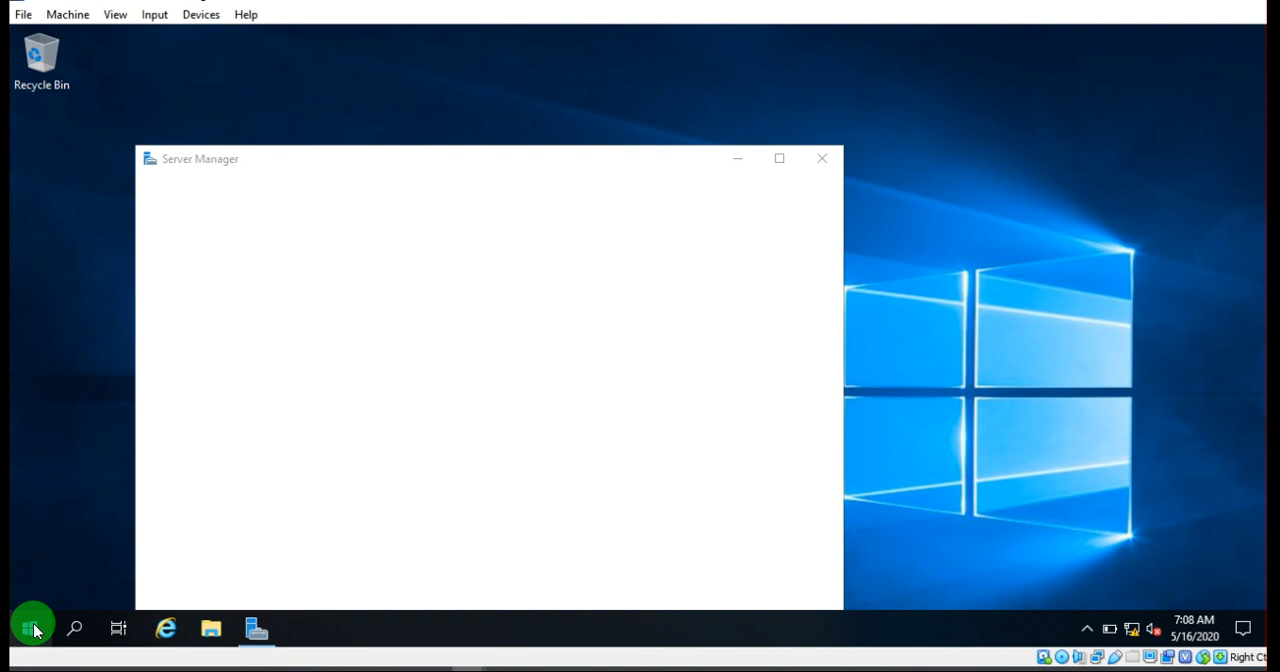 File Machine View Input Devices Help
Recycle Bin
Server Manager
7:08 AM
5/16/2020
Right Ct